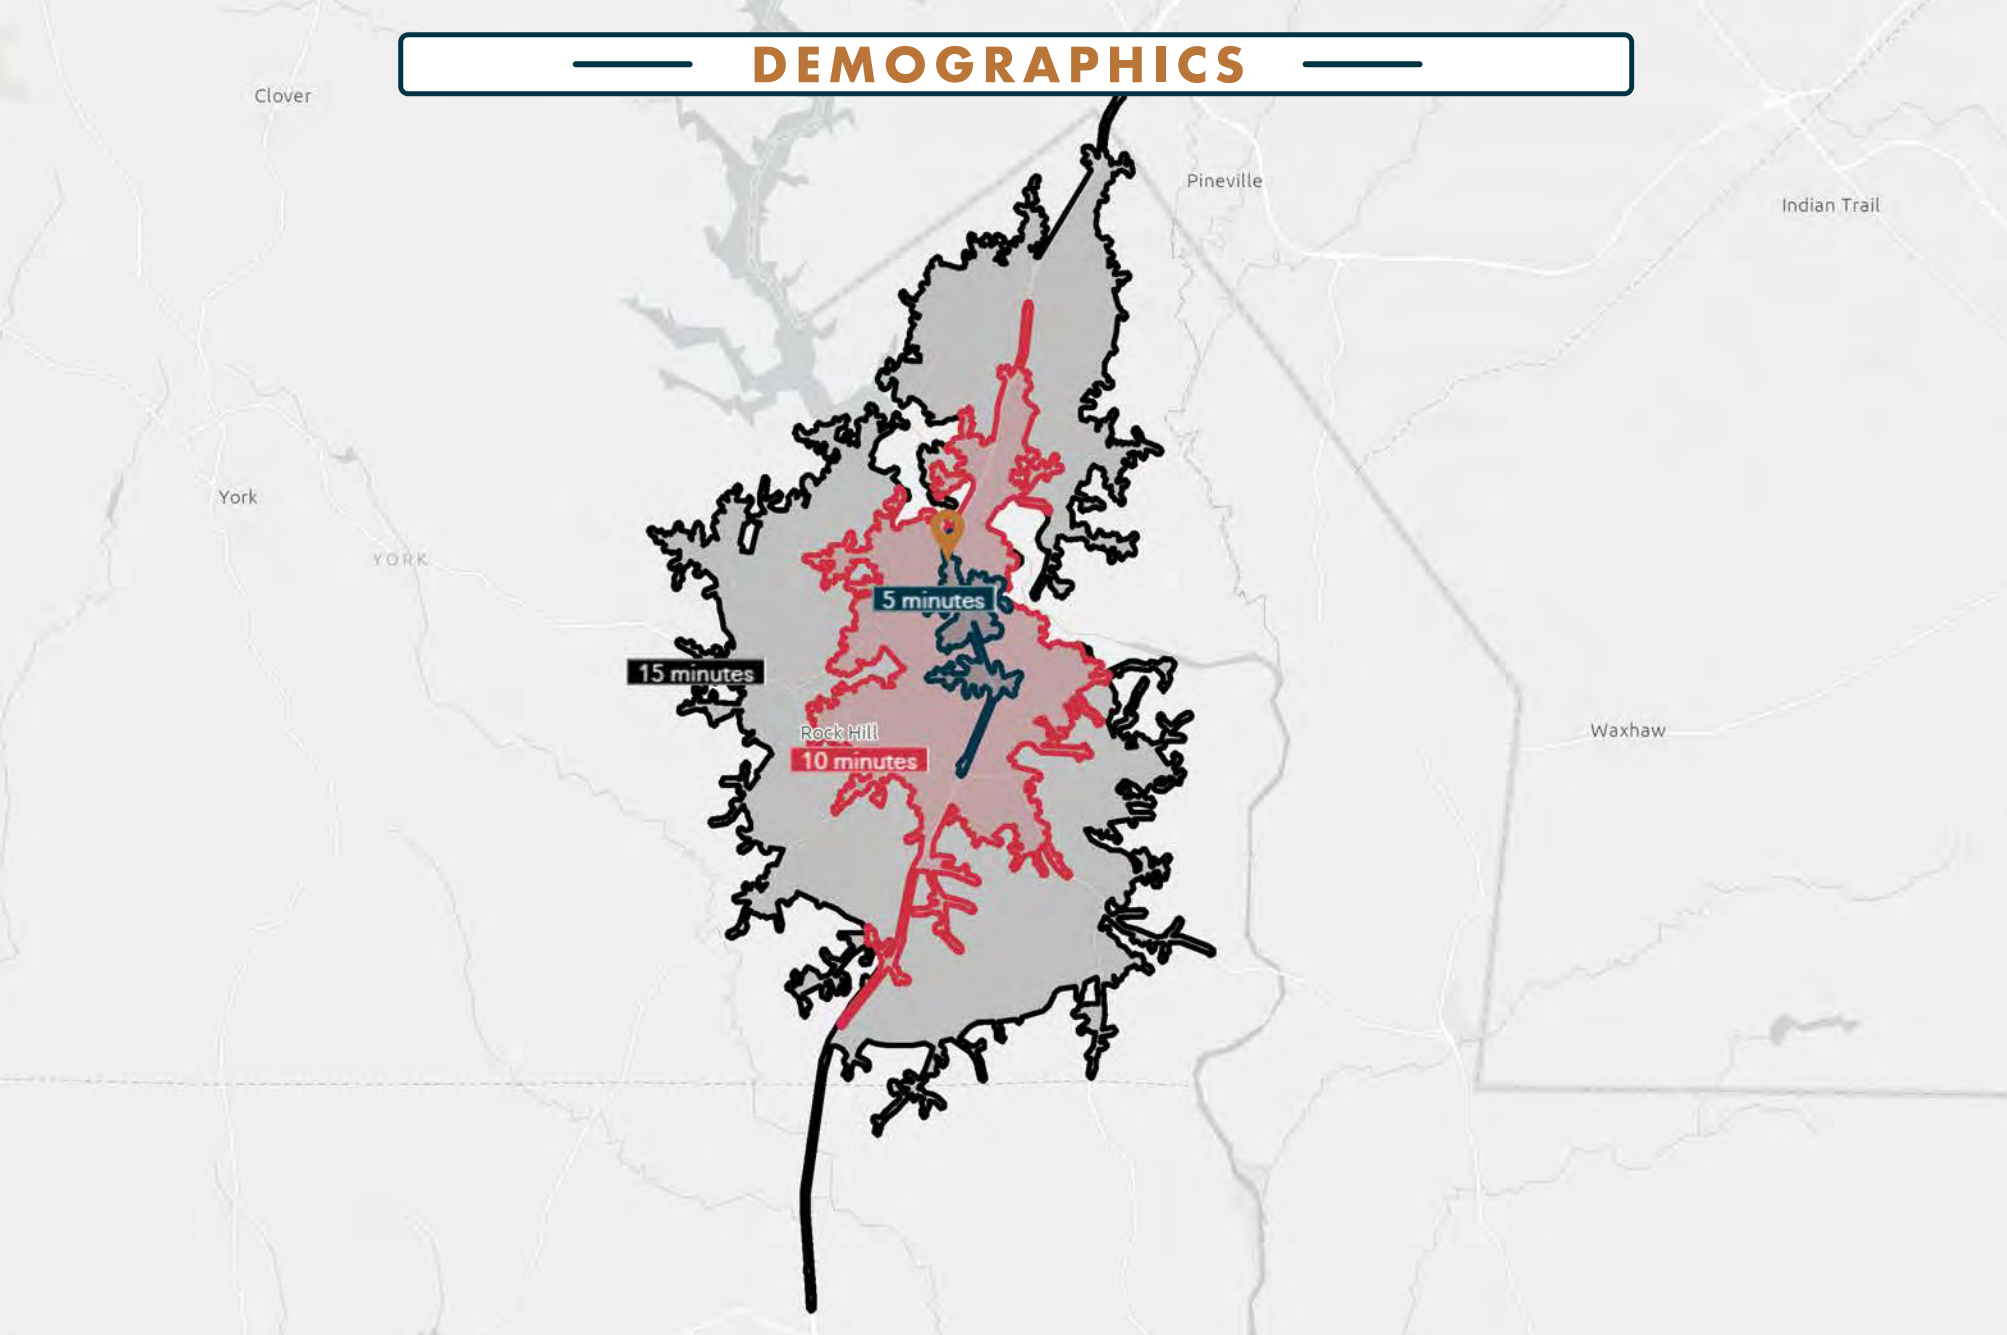 DEMOGRAPHICS
Clover
Pineville
Indian Trail
York
YORK
5 minutes
15 minutes
Rock Hill
Waxhaw
10 minutes